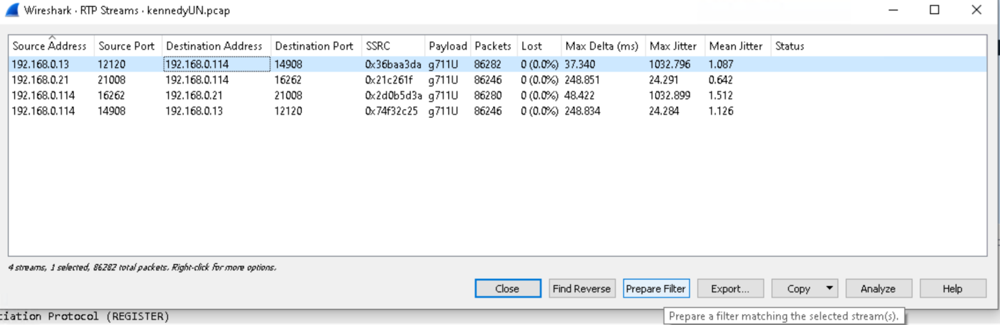 Wireshark · RTP Streams · kennedyUN.pcap
Source Address Source Port Destination Address Destination Port SSRC Payload Packets Lost Max Delta (ms) Max Jitter Mean Jitter Status
192.168.0.13 12120 192.168.0.114 14908 0x36baa3da g711U 86282 0 (0.0%) 37.340 1032.796 1.087
192.168.0.21 21008 192.168.0.114 16262 0x21c261f g711U 86246 0 (0.0%) 248.851 24.291 0.642
192.168.0.114 16262 192.168.0.21 21008 0x2d0b5d3a g711U 86280 0 (0.0%) 48.422 1032.899 1.512
192.168.0.114 14908 192.168.0.13 12120 0x74f32c25 g711U 86246 0 (0.0%) 248.834 24.284 1.126
4 streams, 1 selected, 86282 total packets. Right-click for more options.
Close Find Reverse Prepare Filter Export... Copy Analyze Help
ciation Protocol (REGISTER) Prepare a filter matching the selected stream(s).